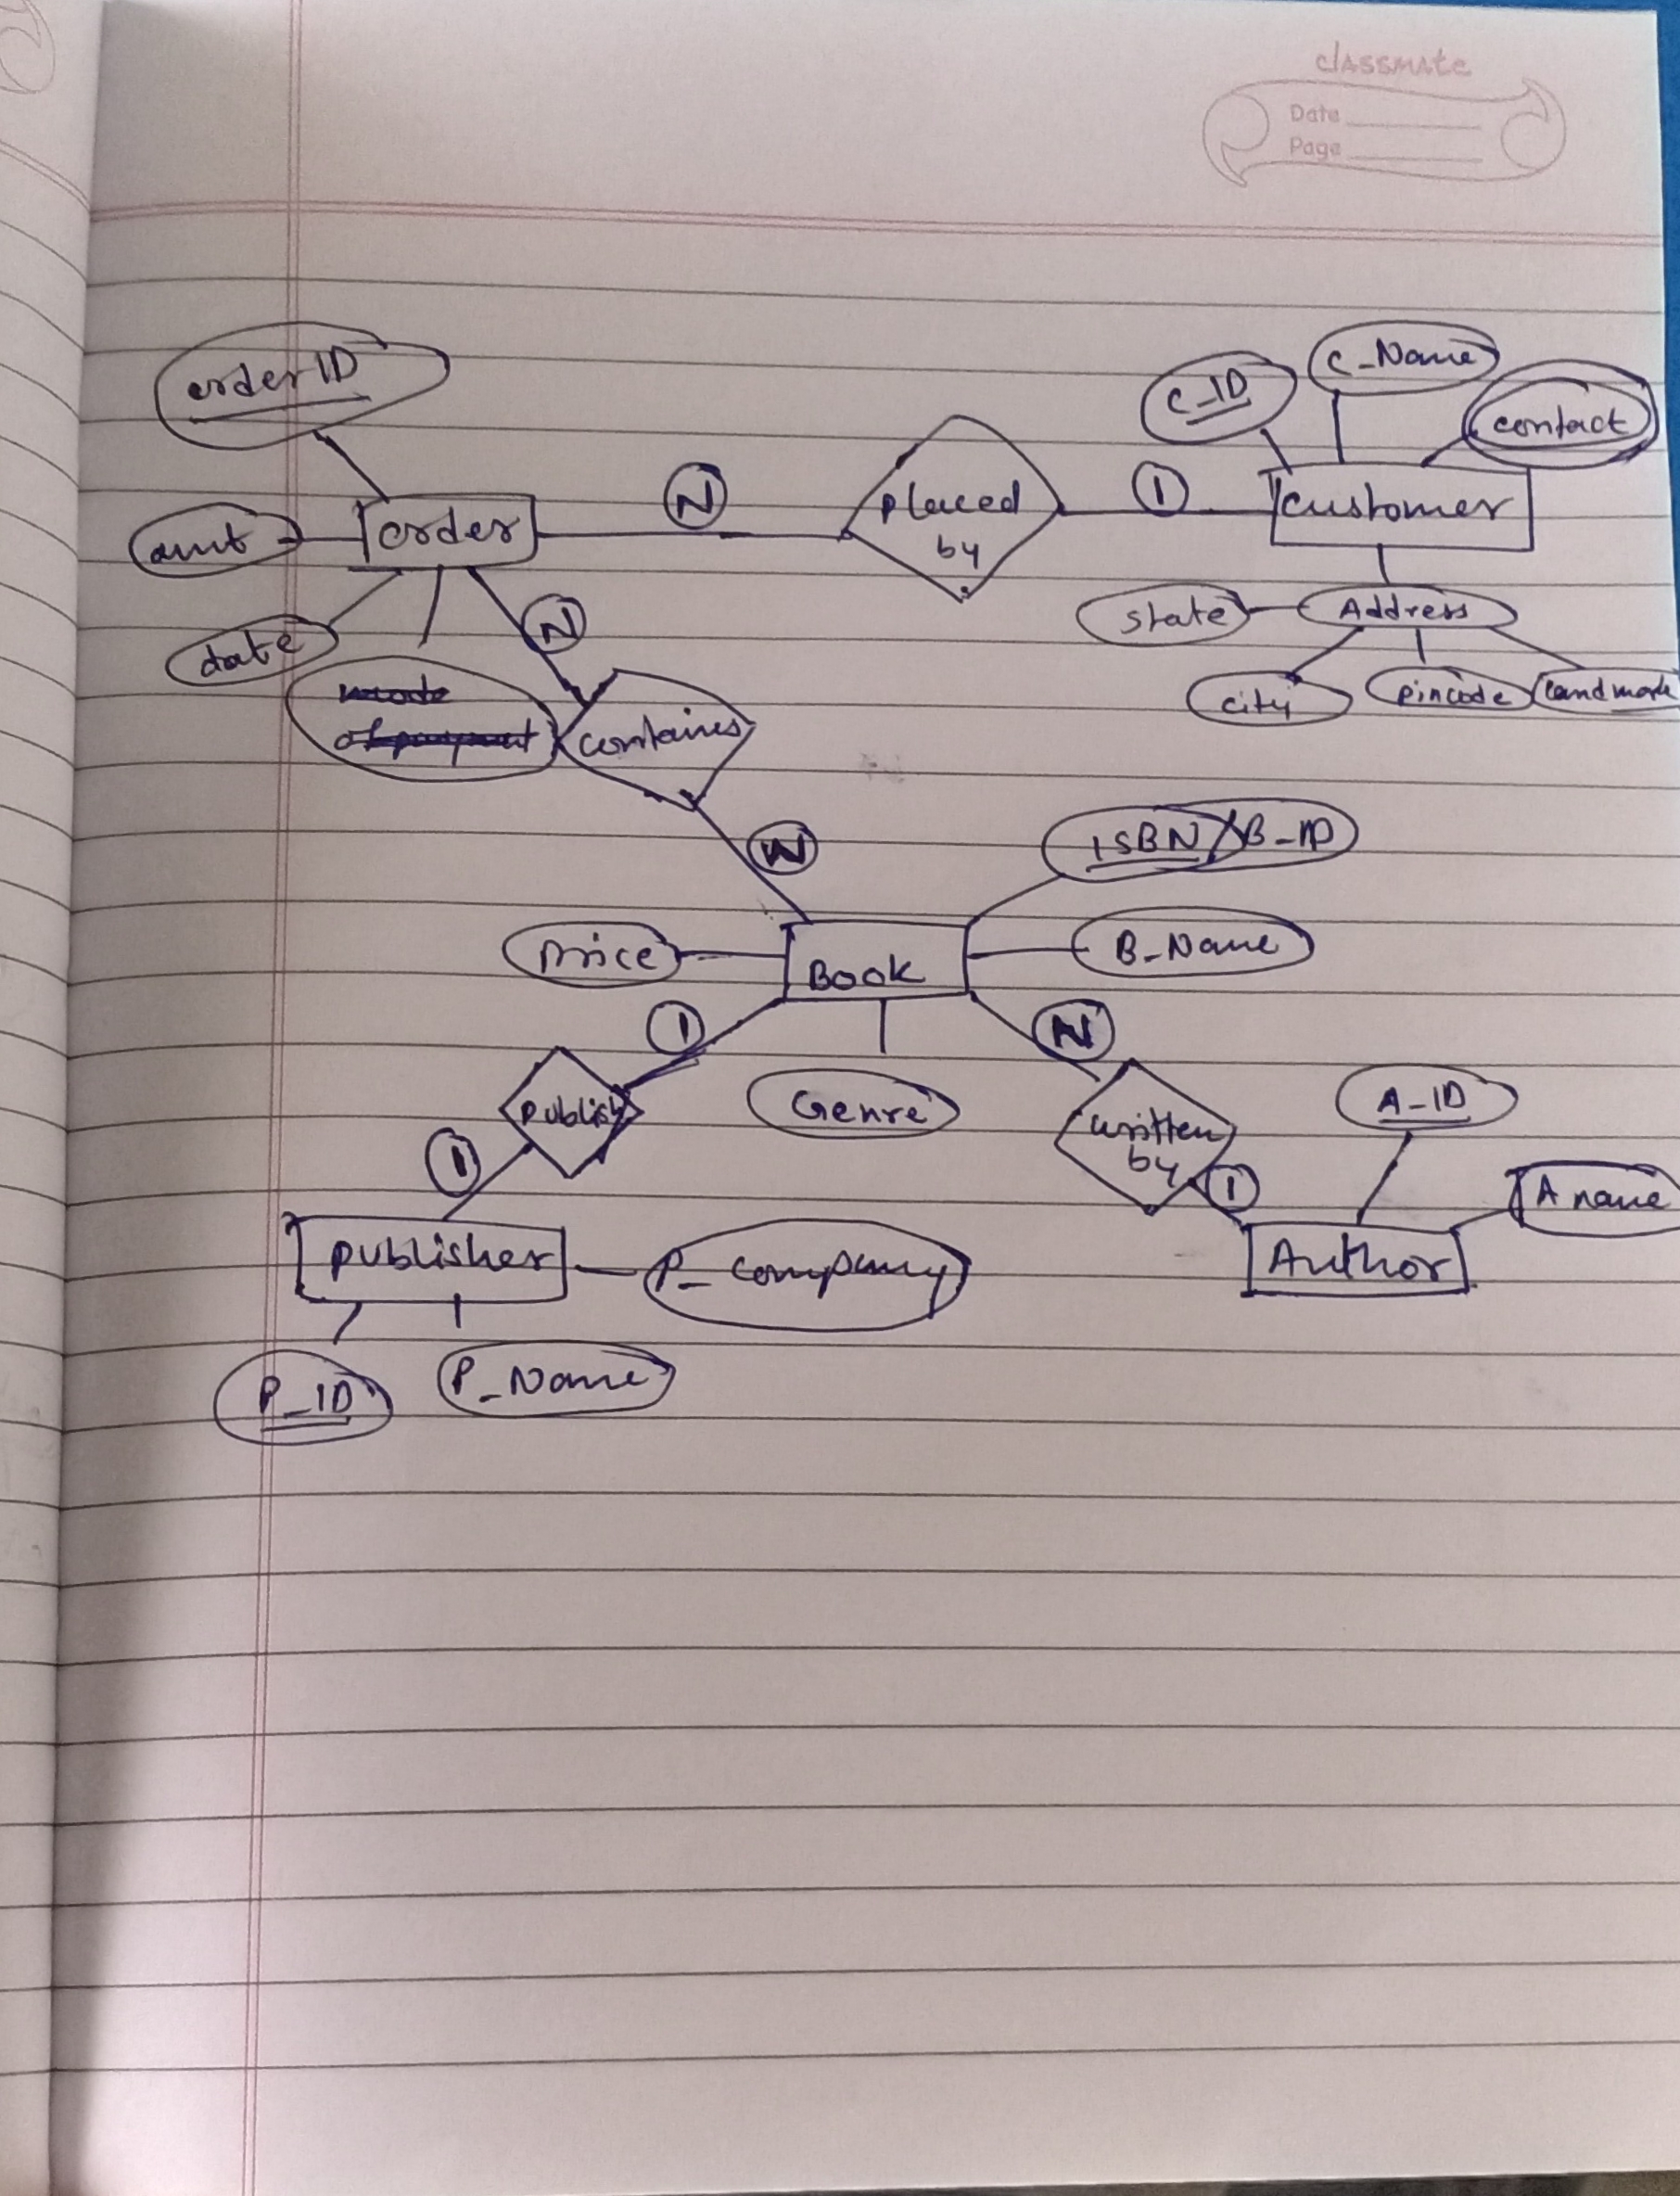 classmate
Date
Page
orderID
C_ID
C_Name
contact
amt
order
N
placed
by
1
customer
date
N
state
Address
mode
of payment
contains
city
pincode
landmark
N
ISBN/B-ID
price
BOOK
B_Name
1
N
publish
Genre
written
by
A_ID
1
1
A name
publisher
P_company
Author
P_ID
P_Name